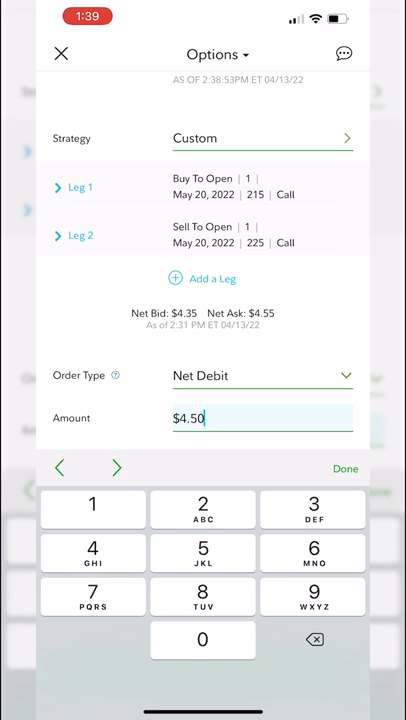 1:39
Options
AS OF 2:38:53PM ET 04/13/22
Strategy
Custom
Leg 1
Buy To Open | 1 |
May 20, 2022 | 215 | Call
Leg 2
Sell To Open | 1 |
May 20, 2022 | 225 | Call
Add a Leg
Net Bid: $4.35 Net Ask: $4.55
As of 2:31 PM ET 04/13/22
Order Type ?
Net Debit
Amount
$4.50
Done
1
2
ABC
3
DEF
4
GHI
5
JKL
6
MNO
7
PQRS
8
TUV
9
WXYZ
0